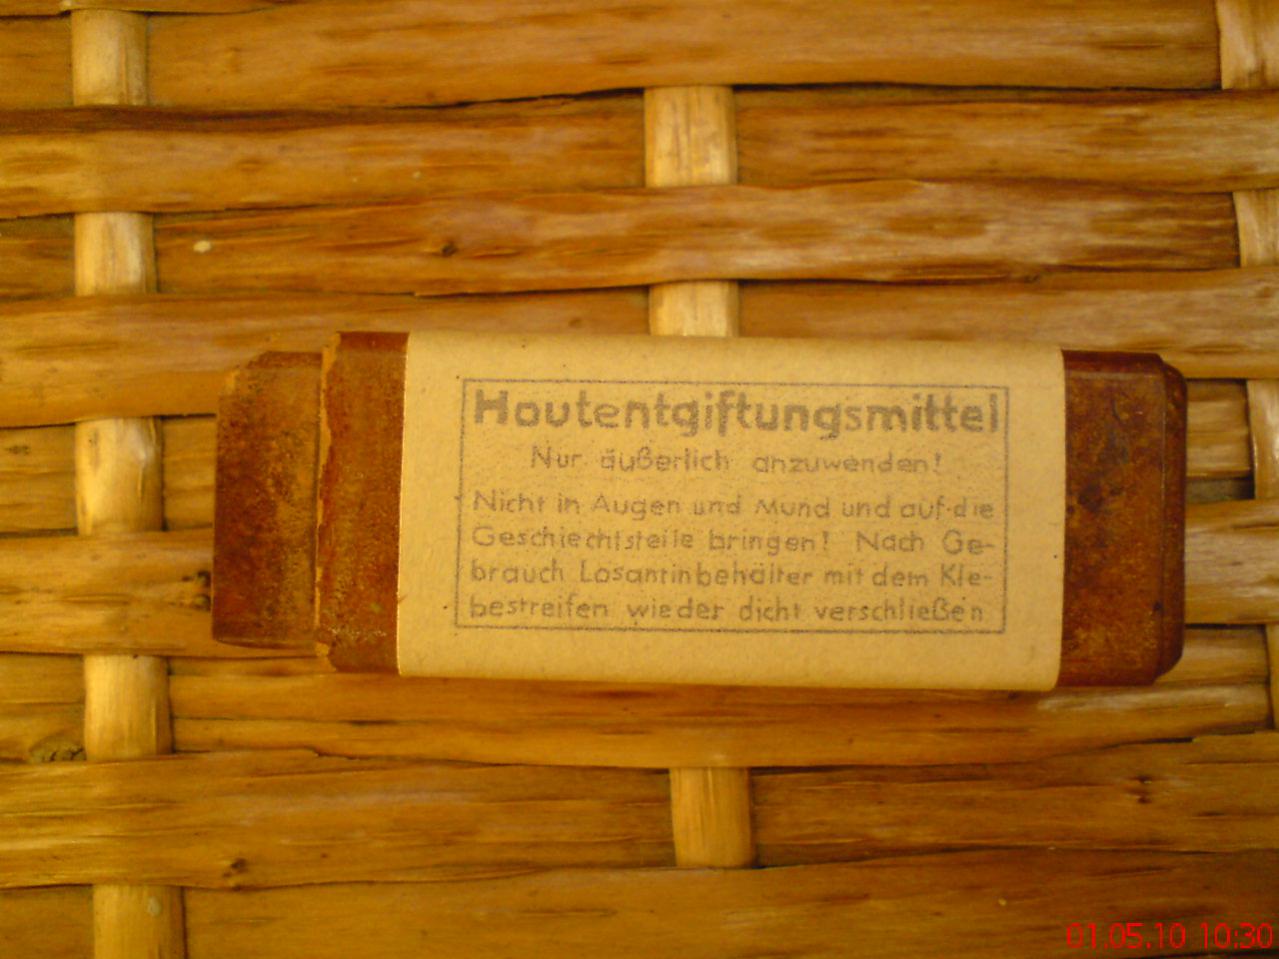 Hautentgiftungsmittel
Nur äußerlich anzuwenden!
Nicht in Augen und Mund und auf die
Geschlechtsteile bringen! Nach Ge-
brauch Losantinbehälter mit dem Kle-
bestreifen wieder dicht verschließen
01.05.10 10:30